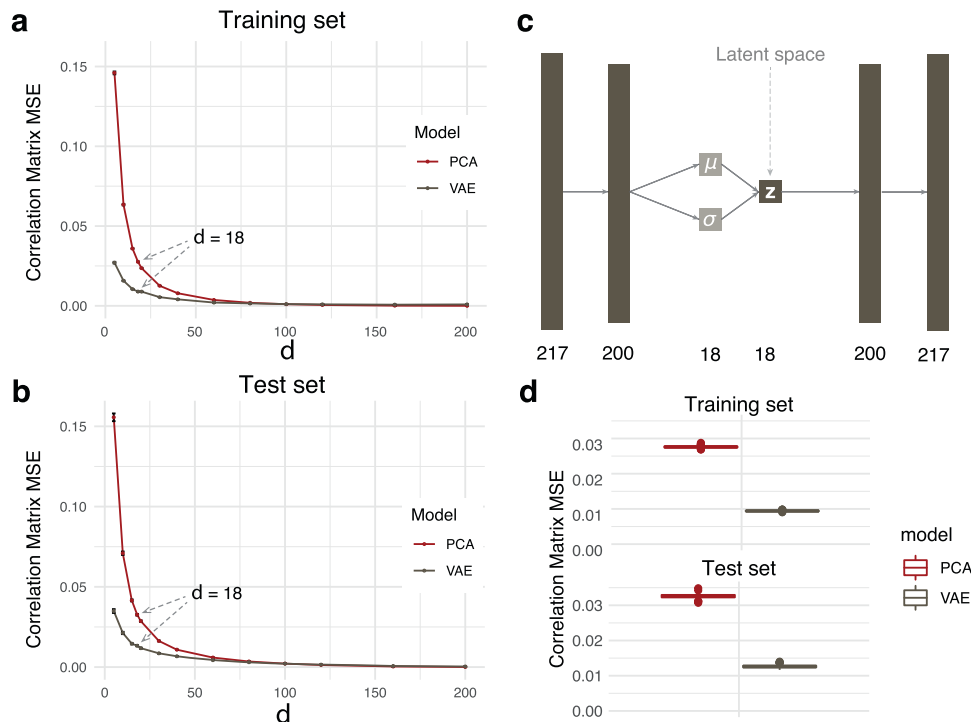 a
Training set
Correlation Matrix MSE
0.15
0.10
0.05
0.00
Model
PCA
VAE
d = 18
0
50
100
150
200
d
b
Test set
Correlation Matrix MSE
0.15
0.10
0.05
0.00
Model
PCA
VAE
d = 18
0
50
100
150
200
d
c
Latent space
μ
z
σ
217
200
18
18
200
217
d
Training set
Correlation Matrix MSE
0.03
0.02
0.01
0.00
Test set
0.03
0.02
0.01
0.00
model
PCA
VAE